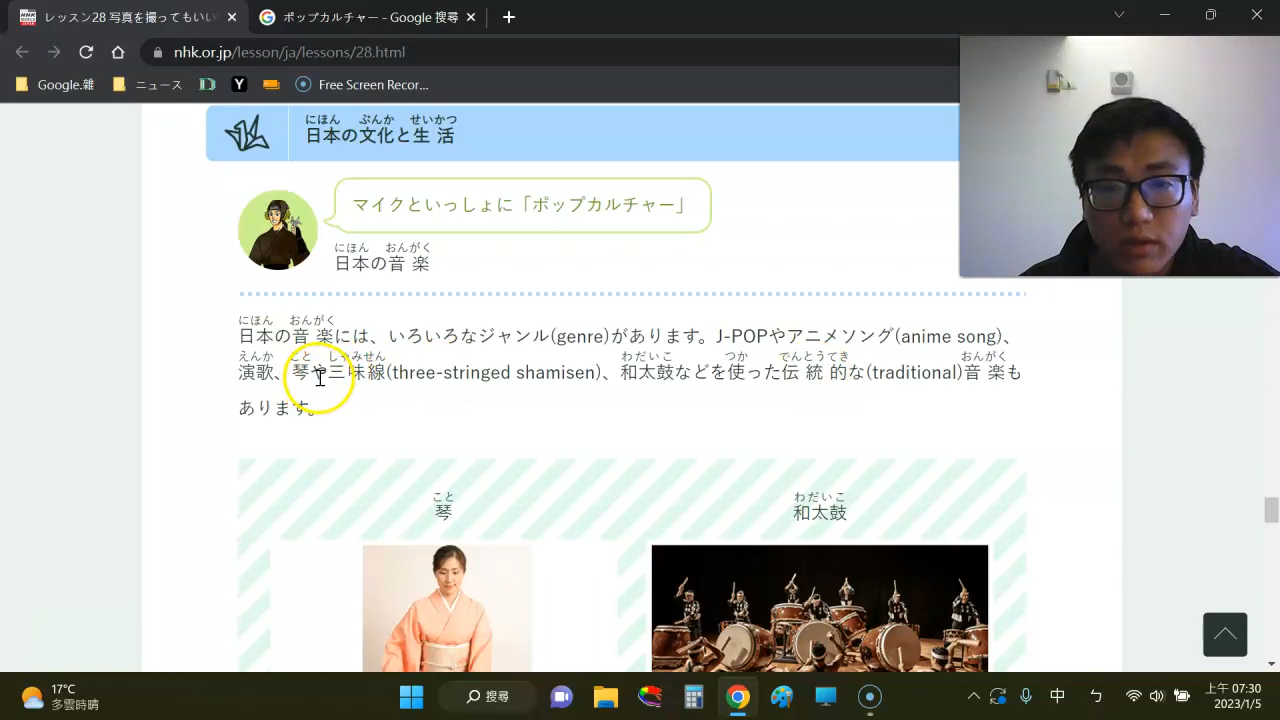 レッスン28 写真を撮ってもいい
ポップカルチャー - Google 搜索
nhk.or.jp/lesson/ja/lessons/28.html
Google.雜
ニュース
Y
Free Screen Recor...
にほん ぶんか せいかつ
日本の文化と生活
マイクといっしょに「ポップカルチャー」
にほん おんがく
日本の音楽
にほん おんがく
日本の音楽には、いろいろなジャンル(genre)があります。J-POPやアニメソング(anime song)、
えんか こと しゃみせん わだいこ つか でんとうてき おんがく
演歌、琴や三味線(three-stringed shamisen)、和太鼓などを使った伝統的な(traditional)音楽も
あります。
こと
琴
わだいこ
和太鼓
17°C
多雲時晴
搜尋
中
上午 07:30
2023/1/5